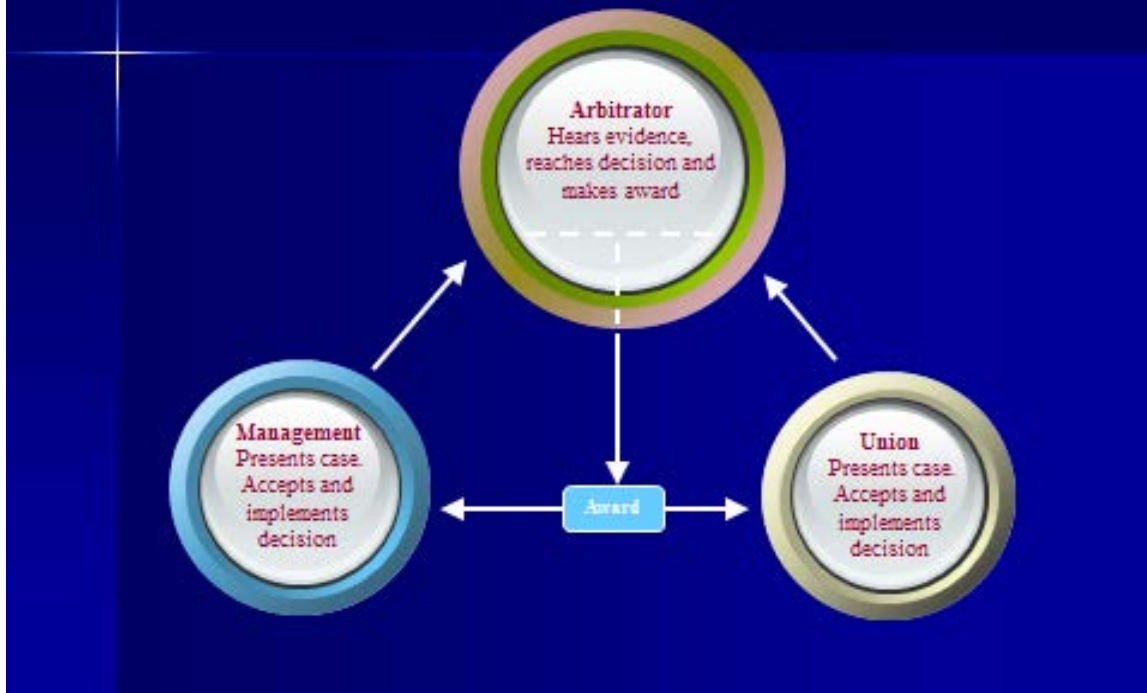 Arbitrator
Hears evidence,
reaches decision and
makes award
Management
Presents case.
Accepts and
implements
decision
Award
Union
Presents case.
Accepts and
implements
decision